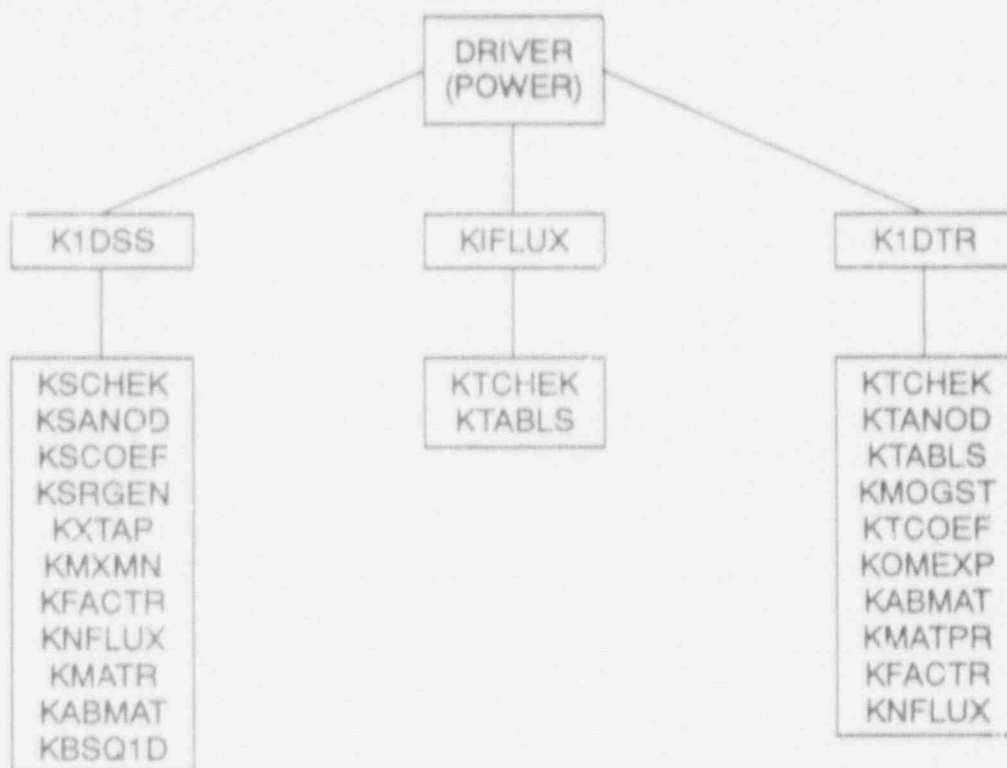 DRIVER
(POWER)
K1DSS
KIFLUX
K1DTR
KSCHEK
KSANOD
KSCOEF
KSRGEN
KXTAP
KMXMN
KFACTR
KNFLUX
KMATR
KABMAT
KBSQ1D
KTCHEK
KTABLS
KTCHEK
KTANOD
KTABLS
KMOGST
KTCOEF
KOMEXP
KABMAT
KMATPR
KFACTR
KNFLUX